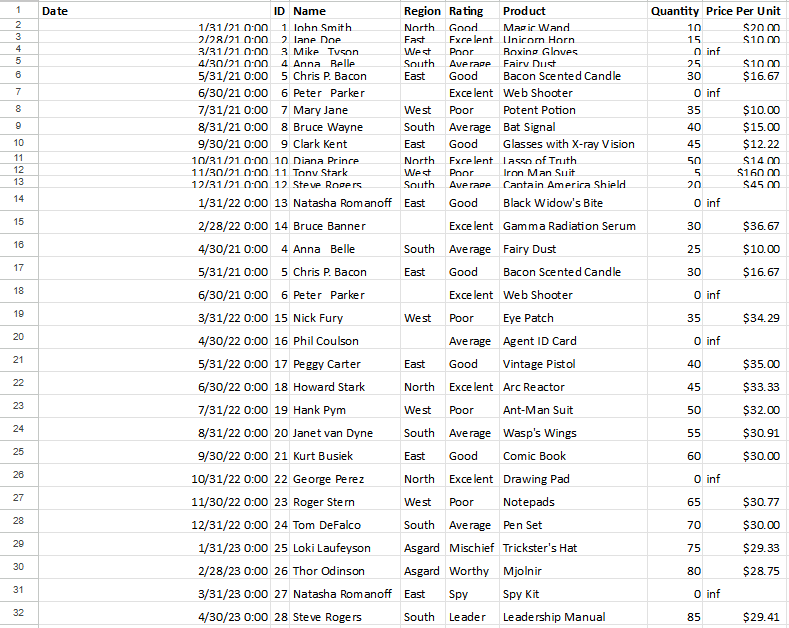 1 Date ID Name Region Rating Product Quantity Price Per Unit
2 1/31/21 0:00 1 John Smith North Good Magic Wand 10 $20.00
3 2/28/21 0:00 2 Jane Doe East Excelent Unicorn Horn 15 $10.00
4 3/31/21 0:00 3 Mike Tyson West Poor Boxing Gloves 0 inf
5 4/30/21 0:00 4 Anna Belle South Average Fairy Dust 25 $10.00
6 5/31/21 0:00 5 Chris P. Bacon East Good Bacon Scented Candle 30 $16.67
7 6/30/21 0:00 6 Peter Parker Excelent Web Shooter 0 inf
8 7/31/21 0:00 7 Mary Jane West Poor Potent Potion 35 $10.00
9 8/31/21 0:00 8 Bruce Wayne South Average Bat Signal 40 $15.00
10 9/30/21 0:00 9 Clark Kent East Good Glasses with X-ray Vision 45 $12.22
11 10/31/21 0:00 10 Diana Prince North Excelent Lasso of Truth 50 $14.00
12 11/30/21 0:00 11 Tony Stark West Poor Iron Man Suit 5 $160.00
13 12/31/21 0:00 12 Steve Rogers South Average Captain America Shield 20 $45.00
14 1/31/22 0:00 13 Natasha Romanoff East Good Black Widow's Bite 0 inf
15 2/28/22 0:00 14 Bruce Banner Excelent Gamma Radiation Serum 30 $36.67
16 4/30/21 0:00 4 Anna Belle South Average Fairy Dust 25 $10.00
17 5/31/21 0:00 5 Chris P. Bacon East Good Bacon Scented Candle 30 $16.67
18 6/30/21 0:00 6 Peter Parker Excelent Web Shooter 0 inf
19 3/31/22 0:00 15 Nick Fury West Poor Eye Patch 35 $34.29
20 4/30/22 0:00 16 Phil Coulson Average Agent ID Card 0 inf
21 5/31/22 0:00 17 Peggy Carter East Good Vintage Pistol 40 $35.00
22 6/30/22 0:00 18 Howard Stark North Excelent Arc Reactor 45 $33.33
23 7/31/22 0:00 19 Hank Pym West Poor Ant-Man Suit 50 $32.00
24 8/31/22 0:00 20 Janet van Dyne South Average Wasp's Wings 55 $30.91
25 9/30/22 0:00 21 Kurt Busiek East Good Comic Book 60 $30.00
26 10/31/22 0:00 22 George Perez North Excelent Drawing Pad 0 inf
27 11/30/22 0:00 23 Roger Stern West Poor Notepads 65 $30.77
28 12/31/22 0:00 24 Tom DeFalco South Average Pen Set 70 $30.00
29 1/31/23 0:00 25 Loki Laufeyson Asgard Mischief Trickster's Hat 75 $29.33
30 2/28/23 0:00 26 Thor Odinson Asgard Worthy Mjolnir 80 $28.75
31 3/31/23 0:00 27 Natasha Romanoff East Spy Spy Kit 0 inf
32 4/30/23 0:00 28 Steve Rogers South Leader Leadership Manual 85 $29.41